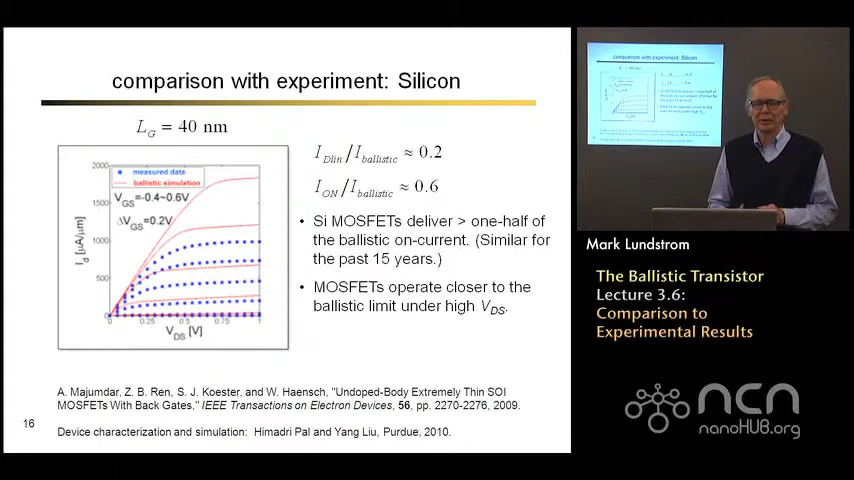 comparison with experiment: Silicon
L_G = 40 nm
2000
1500
1000
500
0
0
0.25
0.5
0.75
1
I_d [µA/µm]
V_DS [V]
measured data
ballistic simulation
V_GS=-0.4~0.6V
ΔV_GS=0.2V
I_Dlin/I_ballistic ≈ 0.2
I_ON/I_ballistic ≈ 0.6
• Si MOSFETs deliver > one-half of
the ballistic on-current. (Similar for
the past 15 years.)
• MOSFETs operate closer to the
ballistic limit under high V_DS.
A. Majumdar, Z. B. Ren, S. J. Koester, and W. Haensch, "Undoped-Body Extremely Thin SOI
MOSFETs With Back Gates," IEEE Transactions on Electron Devices, 56, pp. 2270-2276, 2009.
Device characterization and simulation: Himadri Pal and Yang Liu, Purdue, 2010.
16
comparison with experiment: Silicon
Mark Lundstrom
The Ballistic Transistor
Lecture 3.6:
Comparison to
Experimental Results
ncn
nanoHUB.org